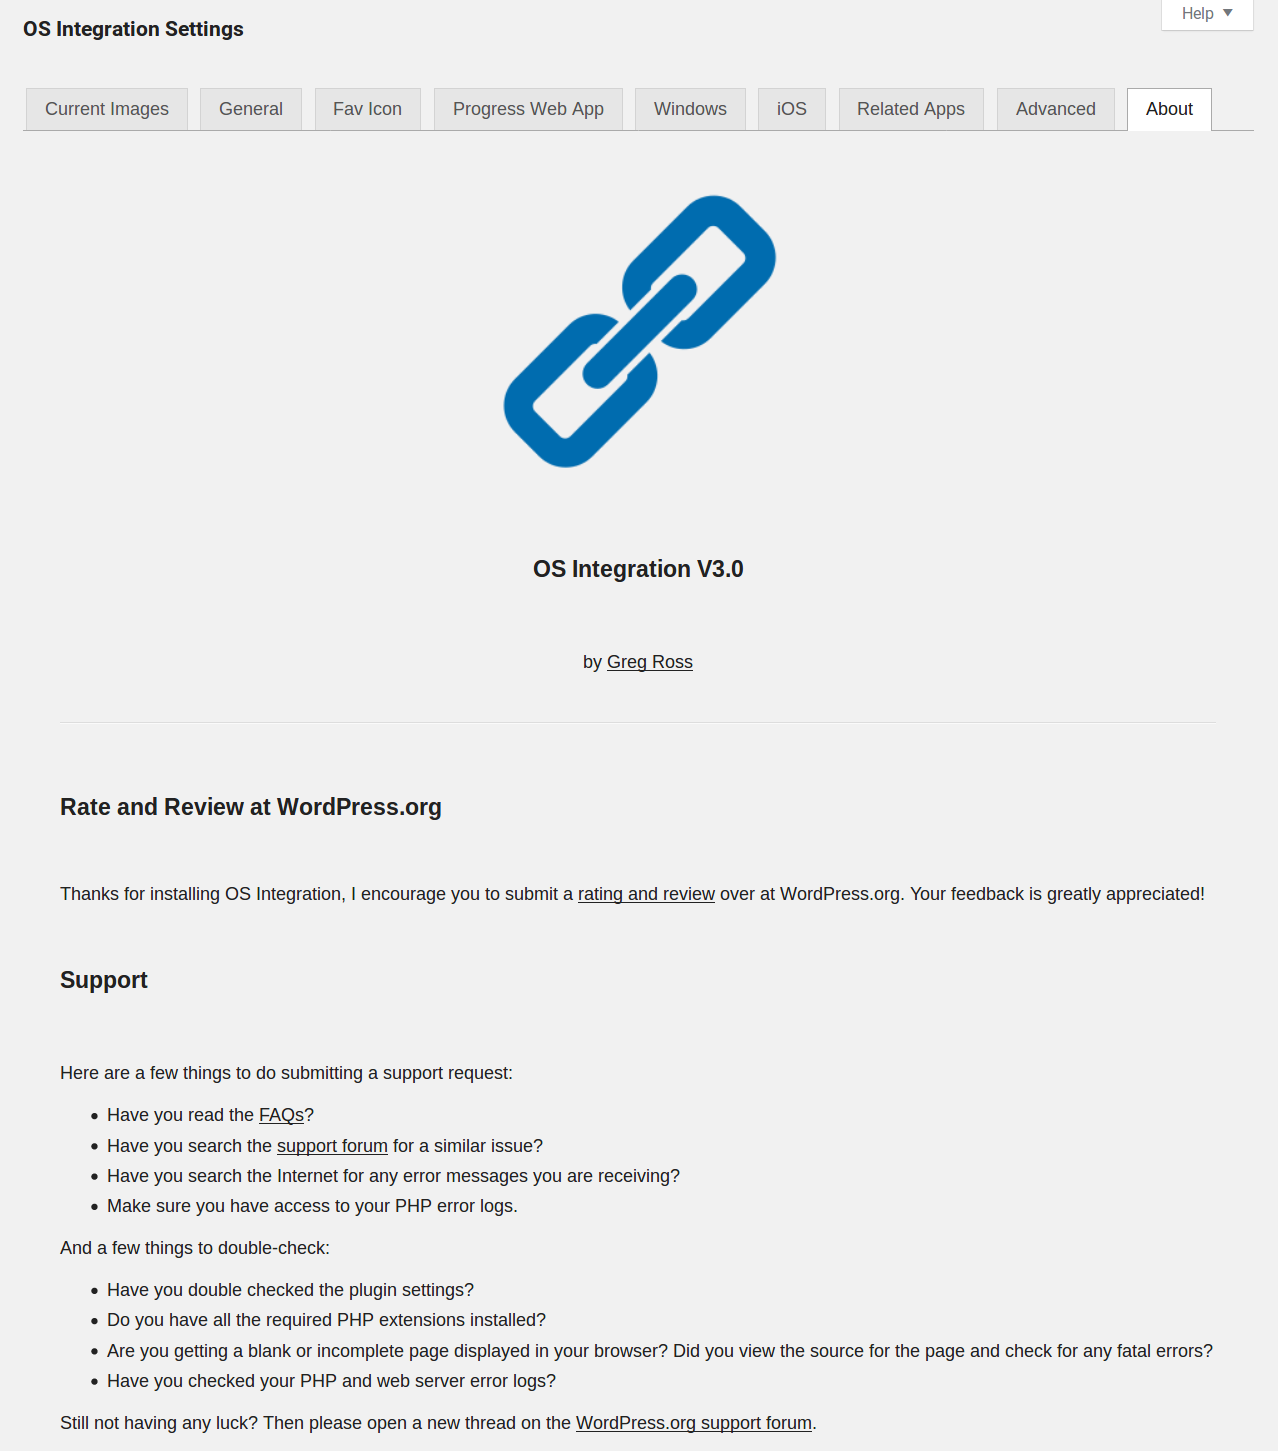 OS Integration Settings
Help
Current Images
General
Fav Icon
Progress Web App
Windows
iOS
Related Apps
Advanced
About
OS Integration V3.0
by Greg Ross
Rate and Review at WordPress.org
Thanks for installing OS Integration, I encourage you to submit a rating and review over at WordPress.org. Your feedback is greatly appreciated!
Support
Here are a few things to do submitting a support request:
Have you read the FAQs?
Have you search the support forum for a similar issue?
Have you search the Internet for any error messages you are receiving?
Make sure you have access to your PHP error logs.
And a few things to double-check:
Have you double checked the plugin settings?
Do you have all the required PHP extensions installed?
Are you getting a blank or incomplete page displayed in your browser? Did you view the source for the page and check for any fatal errors?
Have you checked your PHP and web server error logs?
Still not having any luck? Then please open a new thread on the WordPress.org support forum.